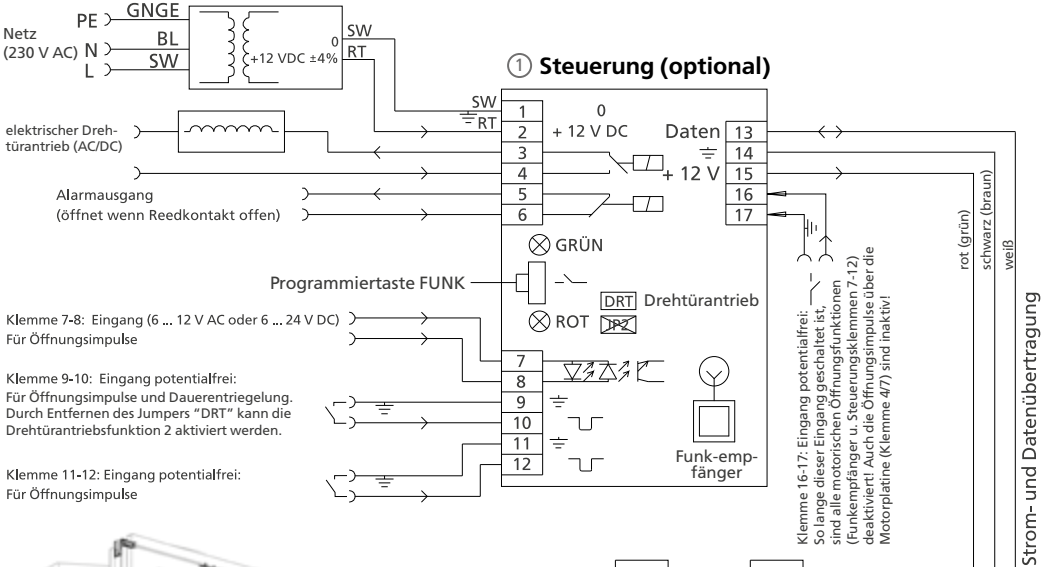 Netz
(230 V AC)
PE
GNGE
N
BL
L
SW
0
+12 VDC ±4%
SW
RT
① Steuerung (optional)
SW
RT
1
2
3
4
5
6
0
+ 12 V DC
Daten
+ 12 V
13
14
15
16
17
elektrischer Dreh-
türantrieb (AC/DC)
Alarmausgang
(öffnet wenn Reedkontakt offen)
GRÜN
Programmiertaste FUNK
DRT Drehtürantrieb
ROT
JP2
Klemme 7-8: Eingang (6 ... 12 V AC oder 6 ... 24 V DC)
Für Öffnungsimpulse
7
8
9
10
11
12
Klemme 9-10: Eingang potentialfrei:
Für Öffnungsimpulse und Dauerentriegelung.
Durch Entfernen des Jumpers "DRT" kann die
Drehtürantriebsfunktion 2 aktiviert werden.
Klemme 11-12: Eingang potentialfrei:
Für Öffnungsimpulse
Funk-emp-
fänger
Klemme 16-17: Eingang potentialfrei:
So lange dieser Eingang geschaltet ist,
sind alle motorischen Öffnungsfunktionen
(Funkempfänger u. Steuerungsklemmen 7-12)
deaktiviert! Auch die Öffnungsimpulse über die
Motorplatine (Klemme 4/7) sind inaktiv!
rot (grün)
schwarz (braun)
weiß
Strom- und Datenübertragung